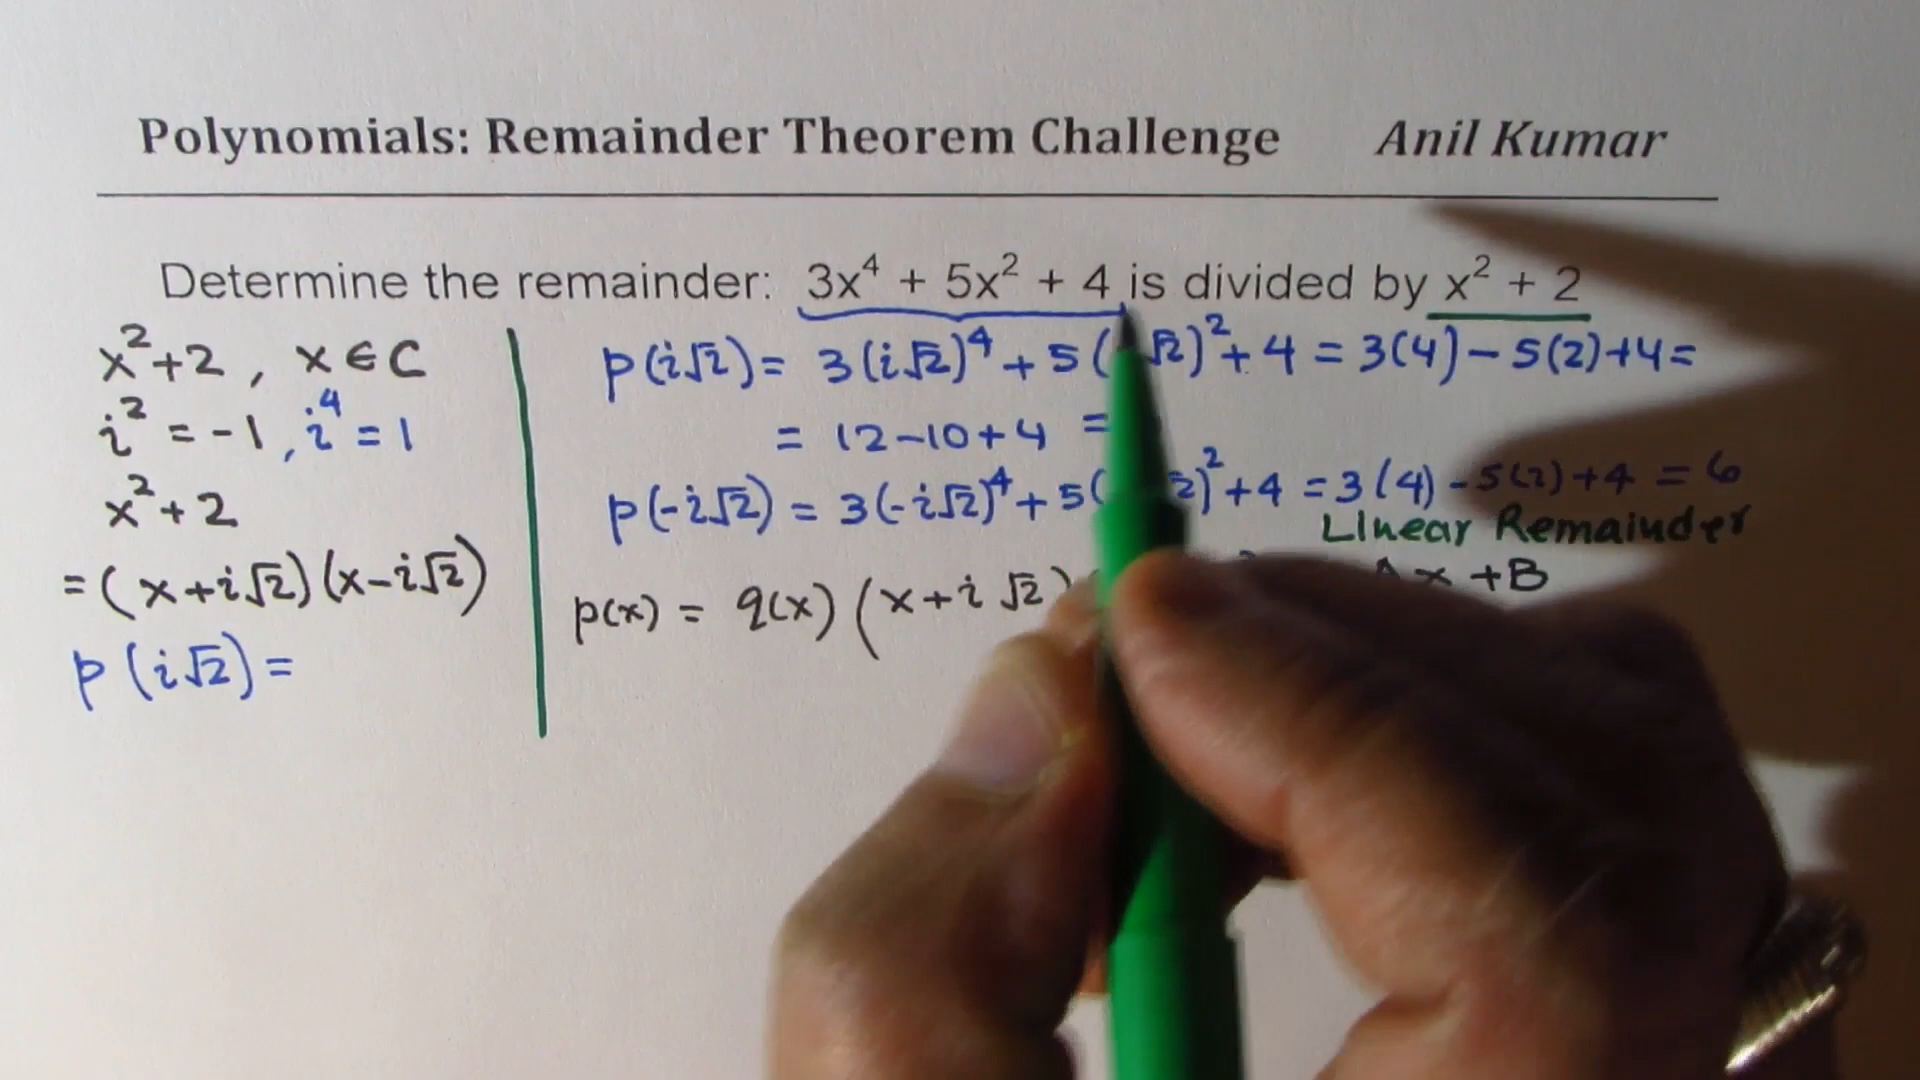 Polynomials: Remainder Theorem Challenge Anil Kumar
Determine the remainder: 3x⁴ + 5x² + 4 is divided by x² + 2
x²+2, x∈C
i² = -1, i⁴ = 1
x²+2
=(x+i√2)(x-i√2)
p(i√2)=
p(i√2)= 3(i√2)⁴+5( √2)²+4=3(4)-5(2)+4=
= 12-10+4 =
p(-i√2) = 3(-i√2)⁴+5( 2)²+4 =3(4)-5(2)+4 = 6
Linear Remainder
p(x) = q(x)(x+i√2) Ax+B